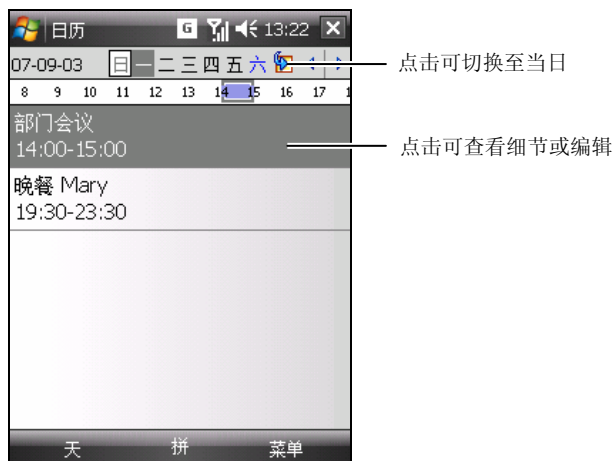 日历 G 13:22
07-09-03 日 一 二 三 四 五 六
点击可切换至当日
8 9 10 11 12 13 14 15 16 17 1
部门会议
14:00-15:00
点击可查看细节或编辑
晚餐 Mary
19:30-23:30
天 拼 菜单